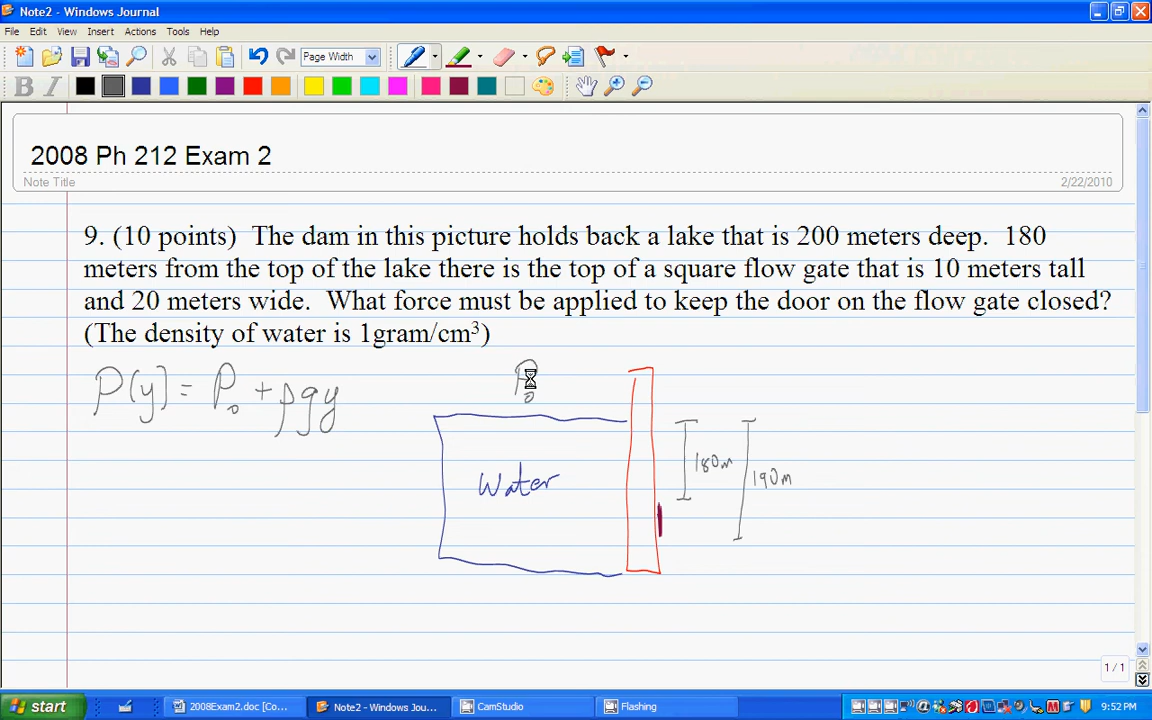 Note2 - Windows Journal
File Edit View Insert Actions Tools Help
Page Width
B I
2008 Ph 212 Exam 2
Note Title
2/22/2010
9. (10 points) The dam in this picture holds back a lake that is 200 meters deep. 180
meters from the top of the lake there is the top of a square flow gate that is 10 meters tall
and 20 meters wide. What force must be applied to keep the door on the flow gate closed?
(The density of water is 1gram/cm³)
P(y) = P₀ + ρgy
P₀
Water
180m
190m
1 / 1
start
2008Exam2.doc [Co...
Note2 - Windows Jou...
CamStudio
Flashing
9:52 PM